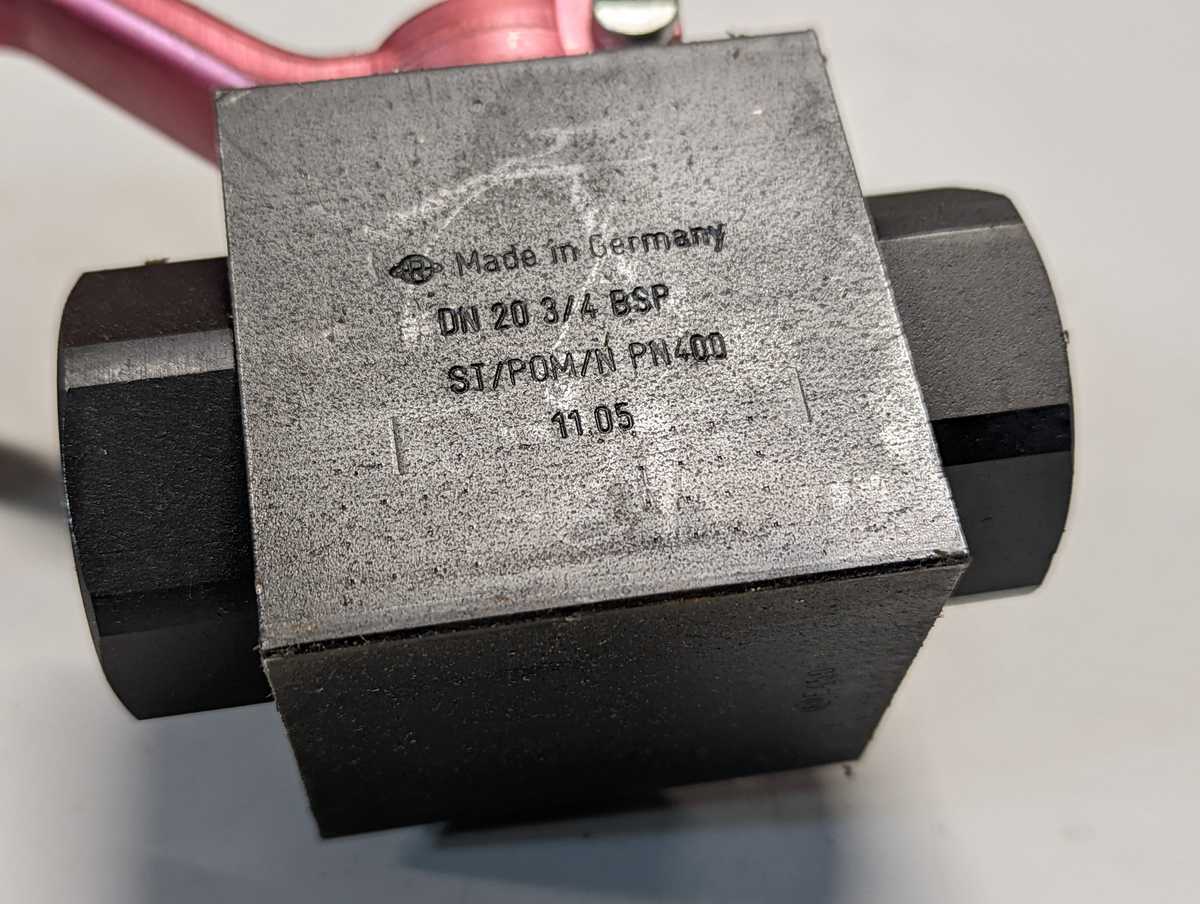 Made in Germany
DN 20 3/4 BSP
ST/POM/N PN400
11.05